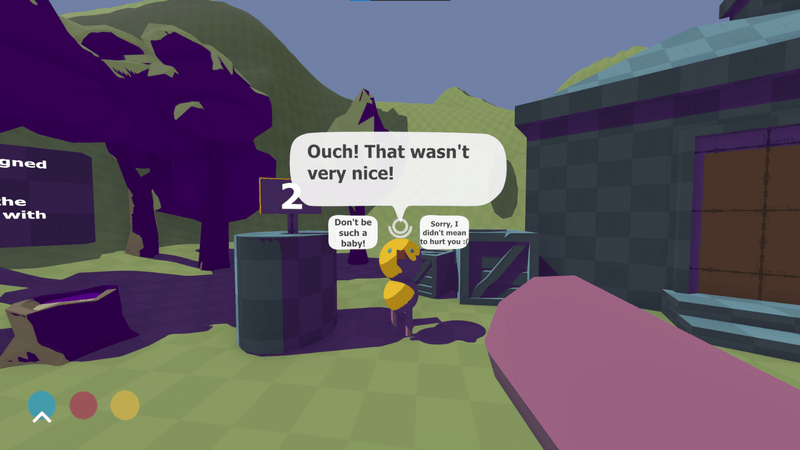 gned
the
with
Ouch! That wasn't
very nice!
2
Don't be
such a
baby!
Sorry, I
didn't mean
to hurt you :(